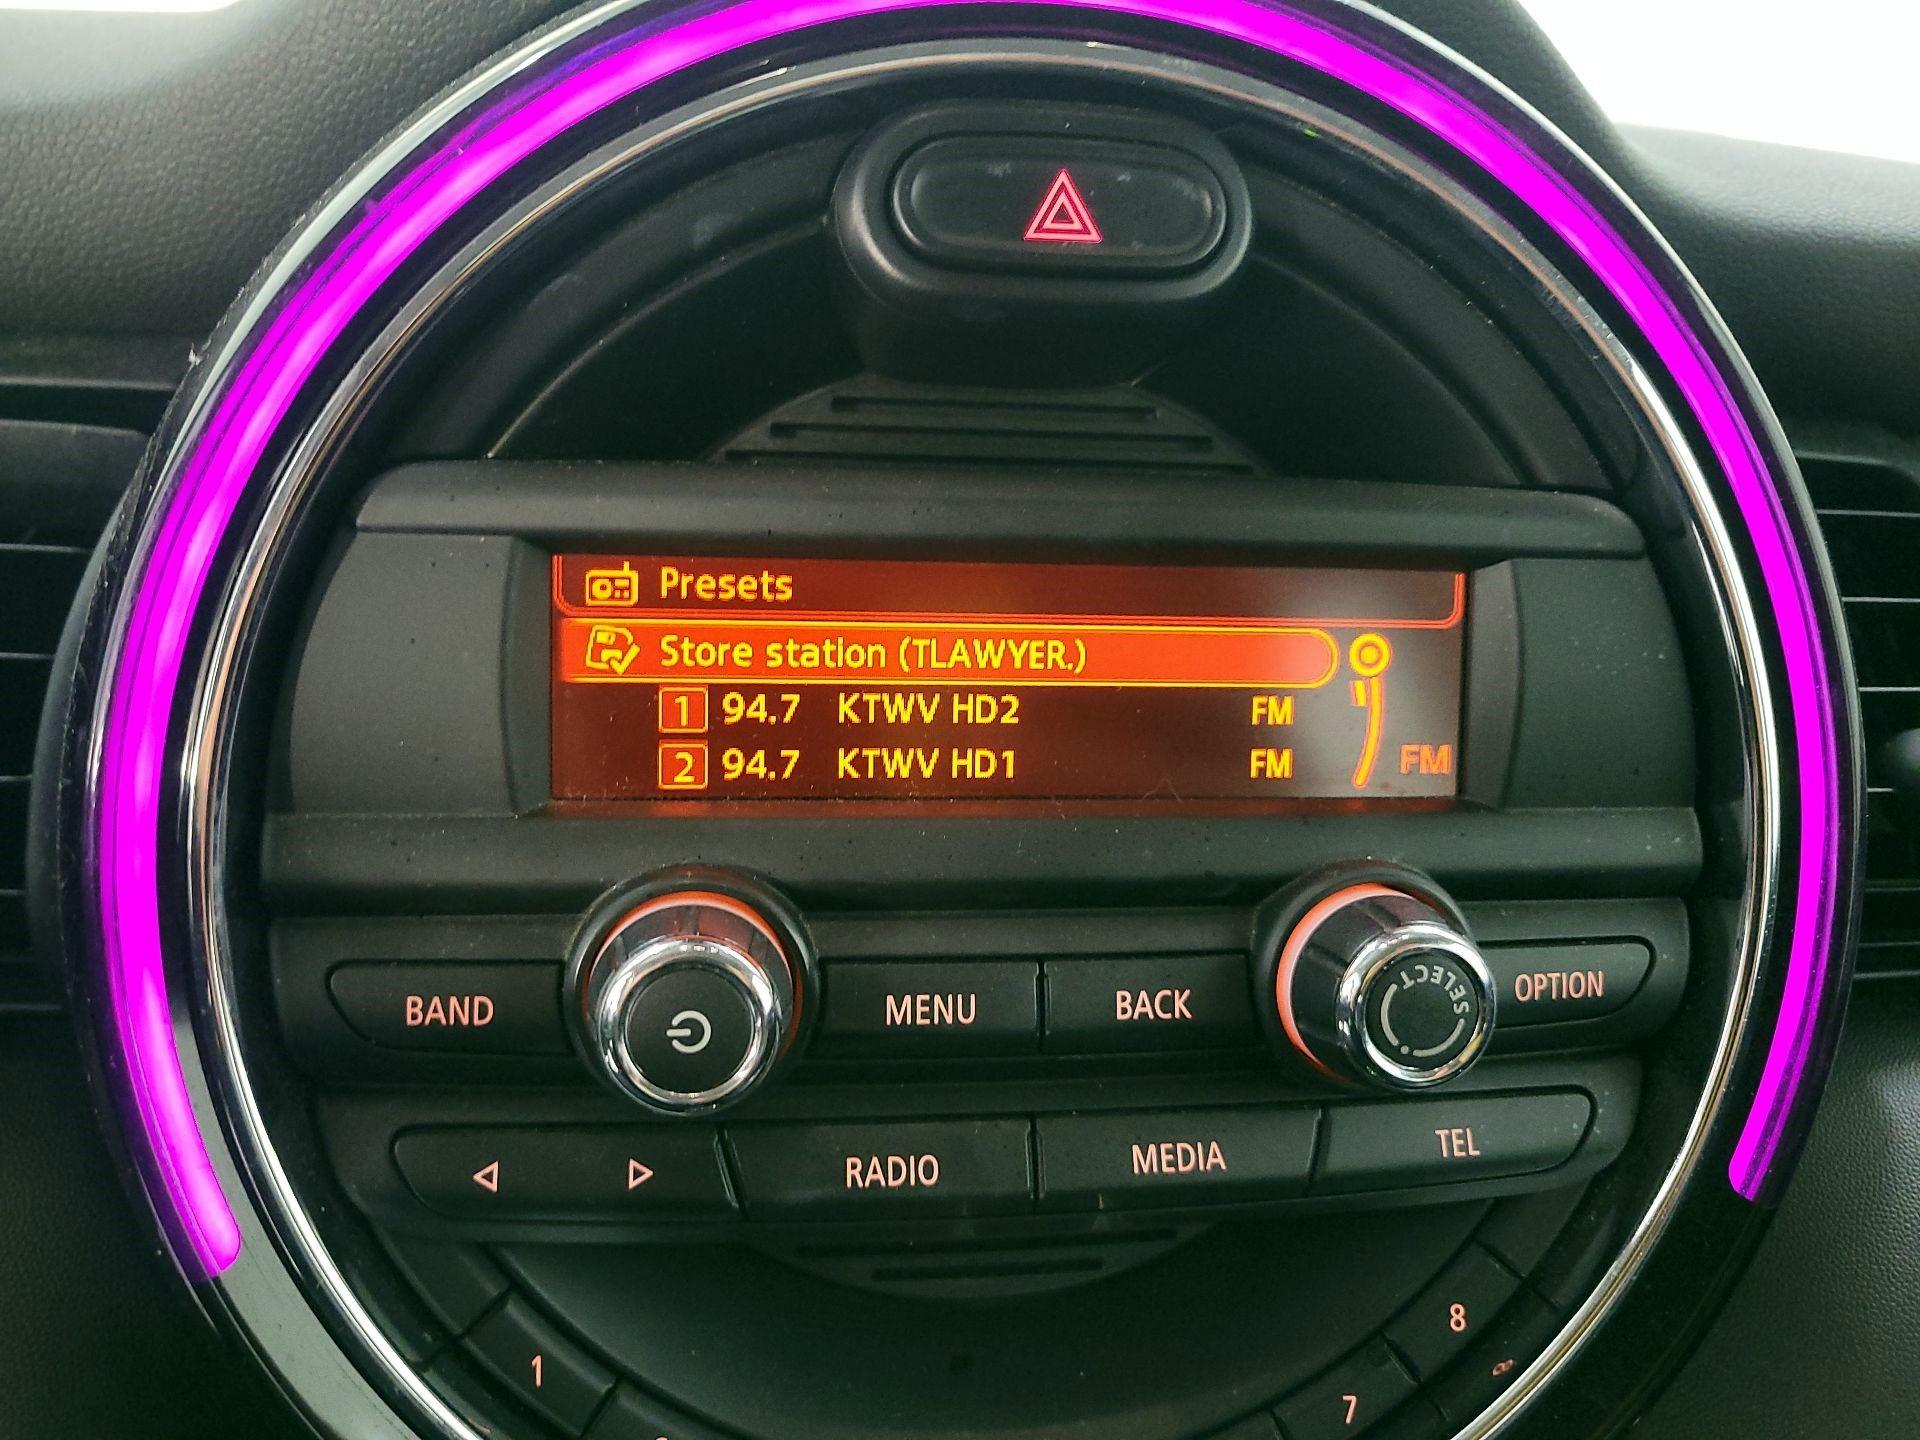 Presets
Store station (TLAWYER.)
1 94.7 KTWV HD2 FM
2 94.7 KTWV HD1 FM
FM
BAND MENU BACK SELECT i OPTION
RADIO MEDIA TEL
1 7 8